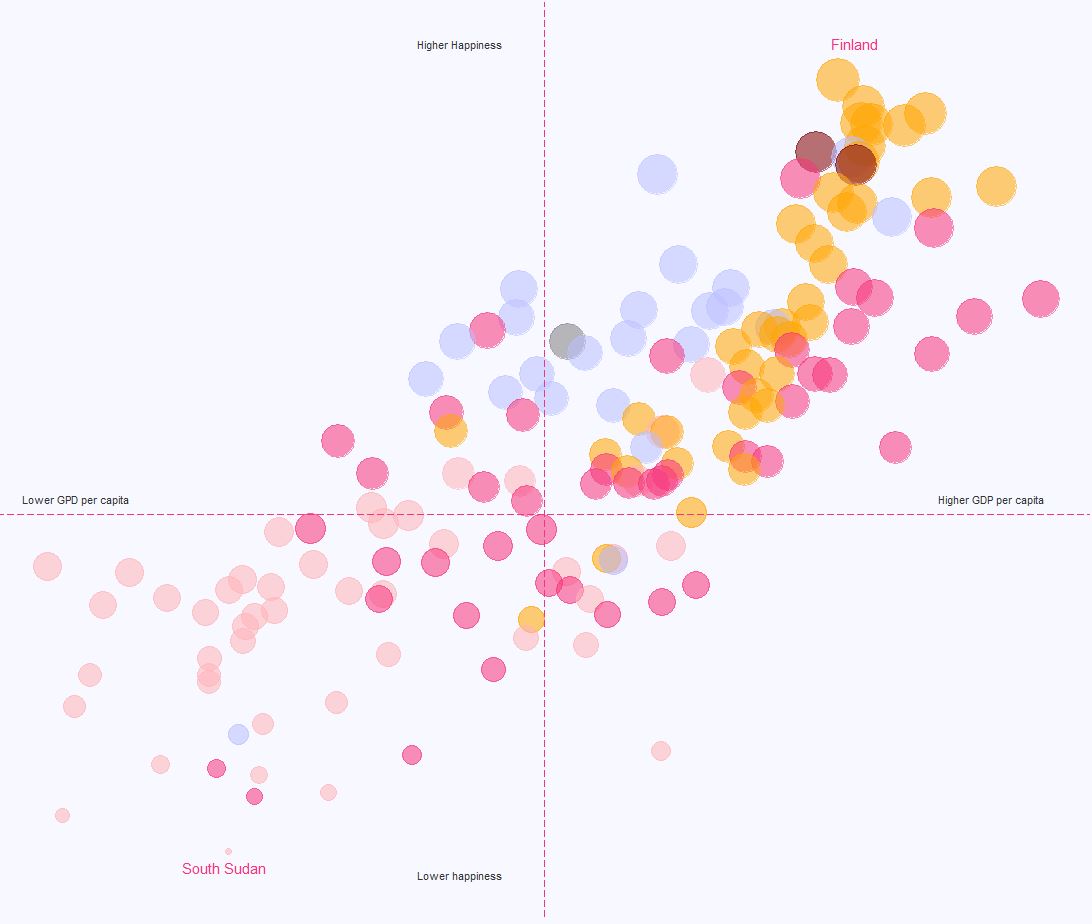 Higher Happiness
Finland
Lower GPD per capita
Higher GDP per capita
South Sudan
Lower happiness